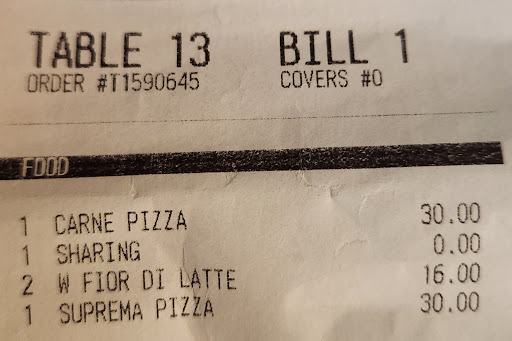 TABLE 13 BILL 1
ORDER #T1590645 COVERS #0
FOOD
1 CARNE PIZZA 30.00
1 SHARING 0.00
2 W FIOR DI LATTE 16.00
1 SUPREMA PIZZA 30.00